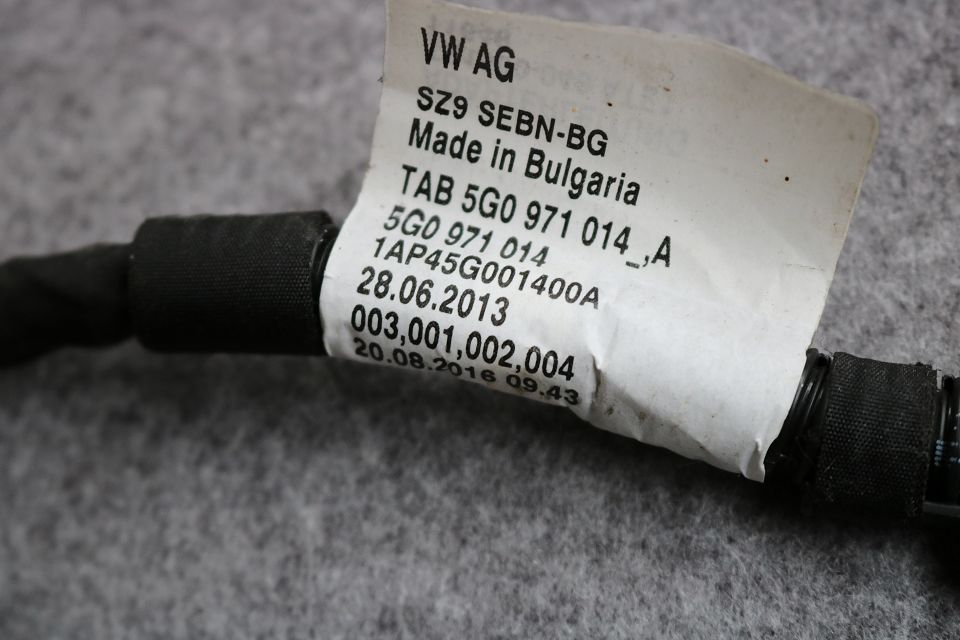 VW AG
SZ9 SEBN-BG
Made in Bulgaria
TAB 5G0 971 014_,A
5G0 971 014
1AP45G001400A
28.06.2013
003,001,002,004
20.08.2016 09.43